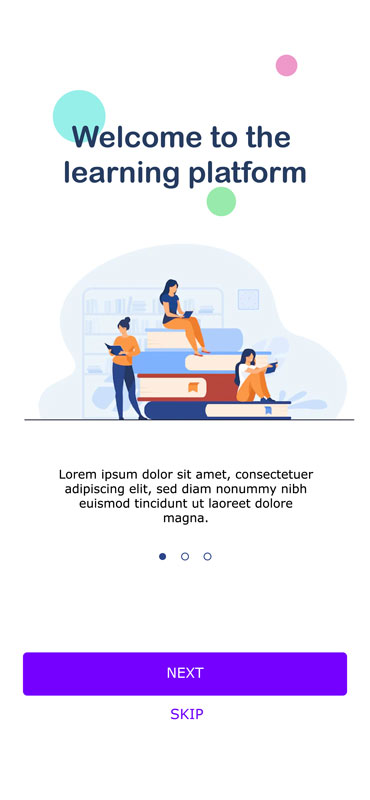 Welcome to the
learning platform
Lorem ipsum dolor sit amet, consectetuer
adipiscing elit, sed diam nonummy nibh
euismod tincidunt ut laoreet dolore
magna.
NEXT
SKIP